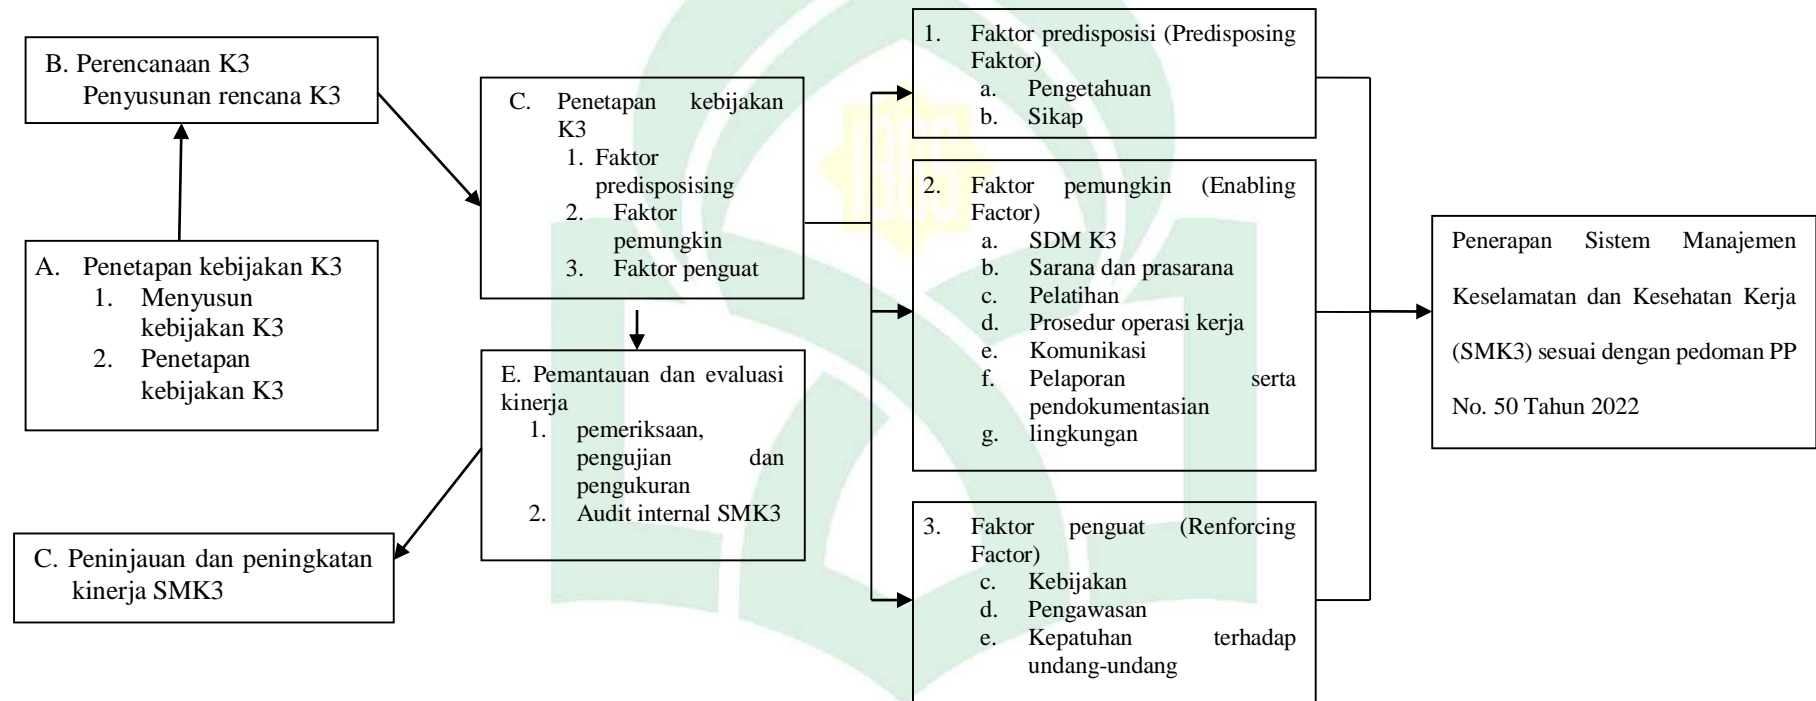 B. Perencanaan K3
Penyusunan rencana K3
A. Penetapan kebijakan K3
1. Menyusun
kebijakan K3
2. Penetapan
kebijakan K3
C. Penetapan kebijakan
K3
1. Faktor
predisposising
2. Faktor
pemungkin
3. Faktor penguat
E. Pemantauan dan evaluasi
kinerja
1. pemeriksaan,
pengujian dan
pengukuran
2. Audit internal SMK3
C. Peninjauan dan peningkatan
kinerja SMK3
1. Faktor predisposisi (Predisposing
Faktor)
a. Pengetahuan
b. Sikap
2. Faktor pemungkin (Enabling
Factor)
a. SDM K3
b. Sarana dan prasarana
c. Pelatihan
d. Prosedur operasi kerja
e. Komunikasi
f. Pelaporan serta
pendokumentasian
g. lingkungan
3. Faktor penguat (Renforcing
Factor)
c. Kebijakan
d. Pengawasan
e. Kepatuhan terhadap
undang-undang
Penerapan Sistem Manajemen
Keselamatan dan Kesehatan Kerja
(SMK3) sesuai dengan pedoman PP
No. 50 Tahun 2022